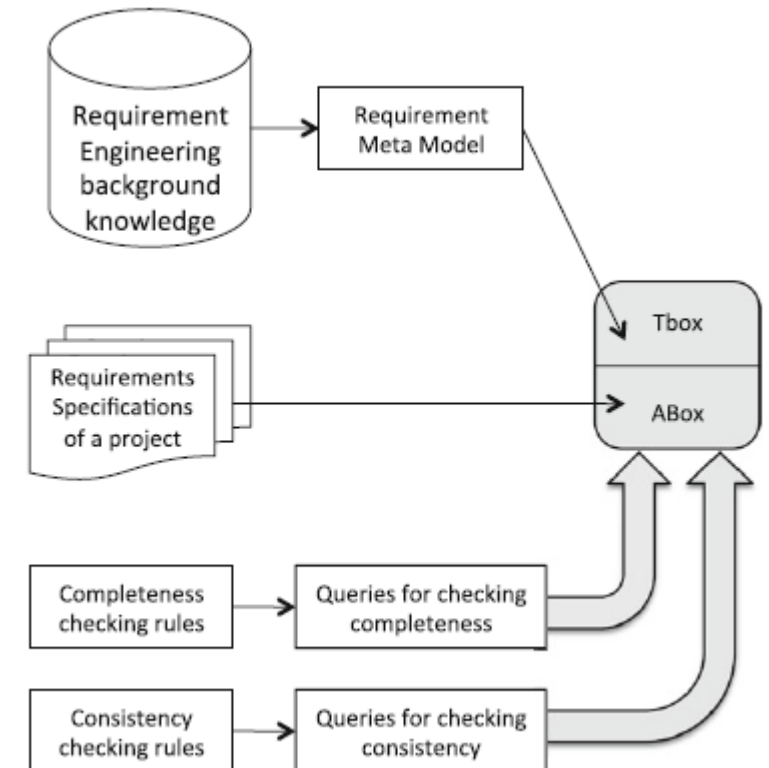 Requirement
Engineering
background
knowledge
Requirement
Meta Model
Tbox
ABox
Requirements
Specifications
of a project
Completeness
checking rules
Queries for checking
completeness
Consistency
checking rules
Queries for checking
consistency